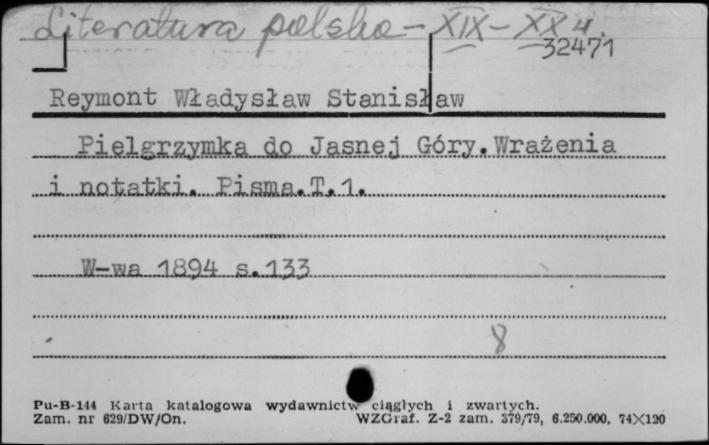 Literatura polska – XIX – XX w.
32471
Reymont Władysław Stanisław
Pielgrzymka do Jasnej Góry. Wrażenia
i notatki. Pisma. T. 1.
W-wa 1894 s. 133
8
Pu-B-144 Karta katalogowa wydawnictw ciągłych i zwartych.
Zam. nr 629/DW/On. WZGraf. Z-2 zam. 379/79, 6.250.000, 74X120